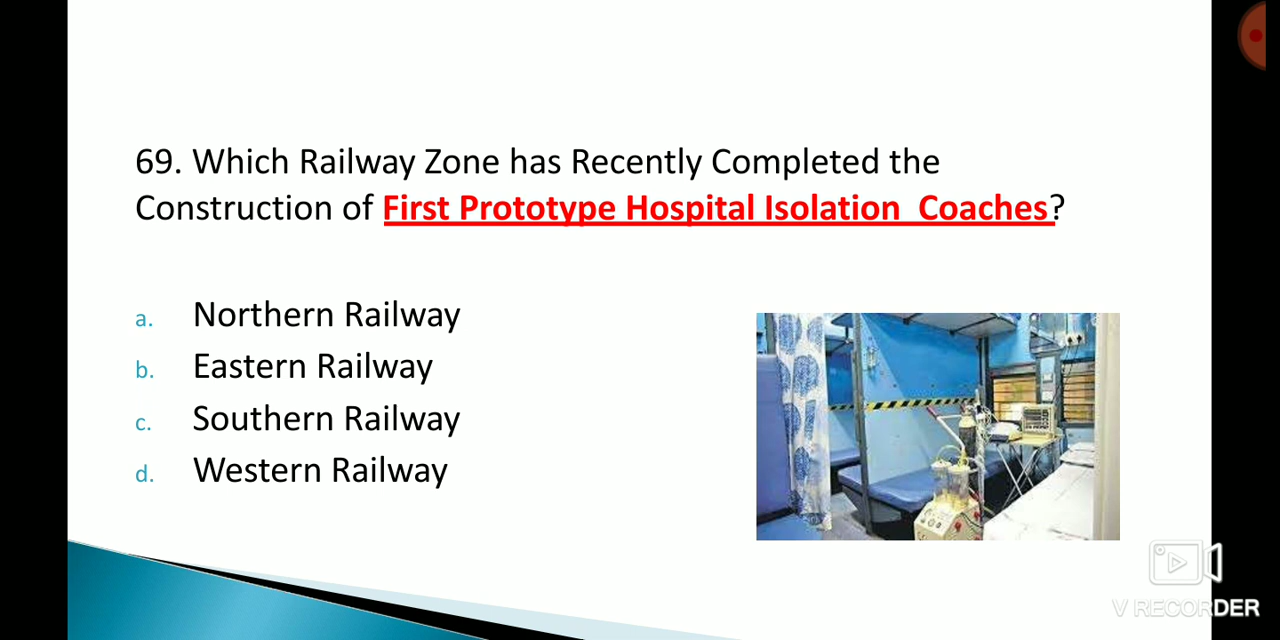 69. Which Railway Zone has Recently Completed the
Construction of First Prototype Hospital Isolation Coaches?
a. Northern Railway
b. Eastern Railway
c. Southern Railway
d. Western Railway
V RECORDER